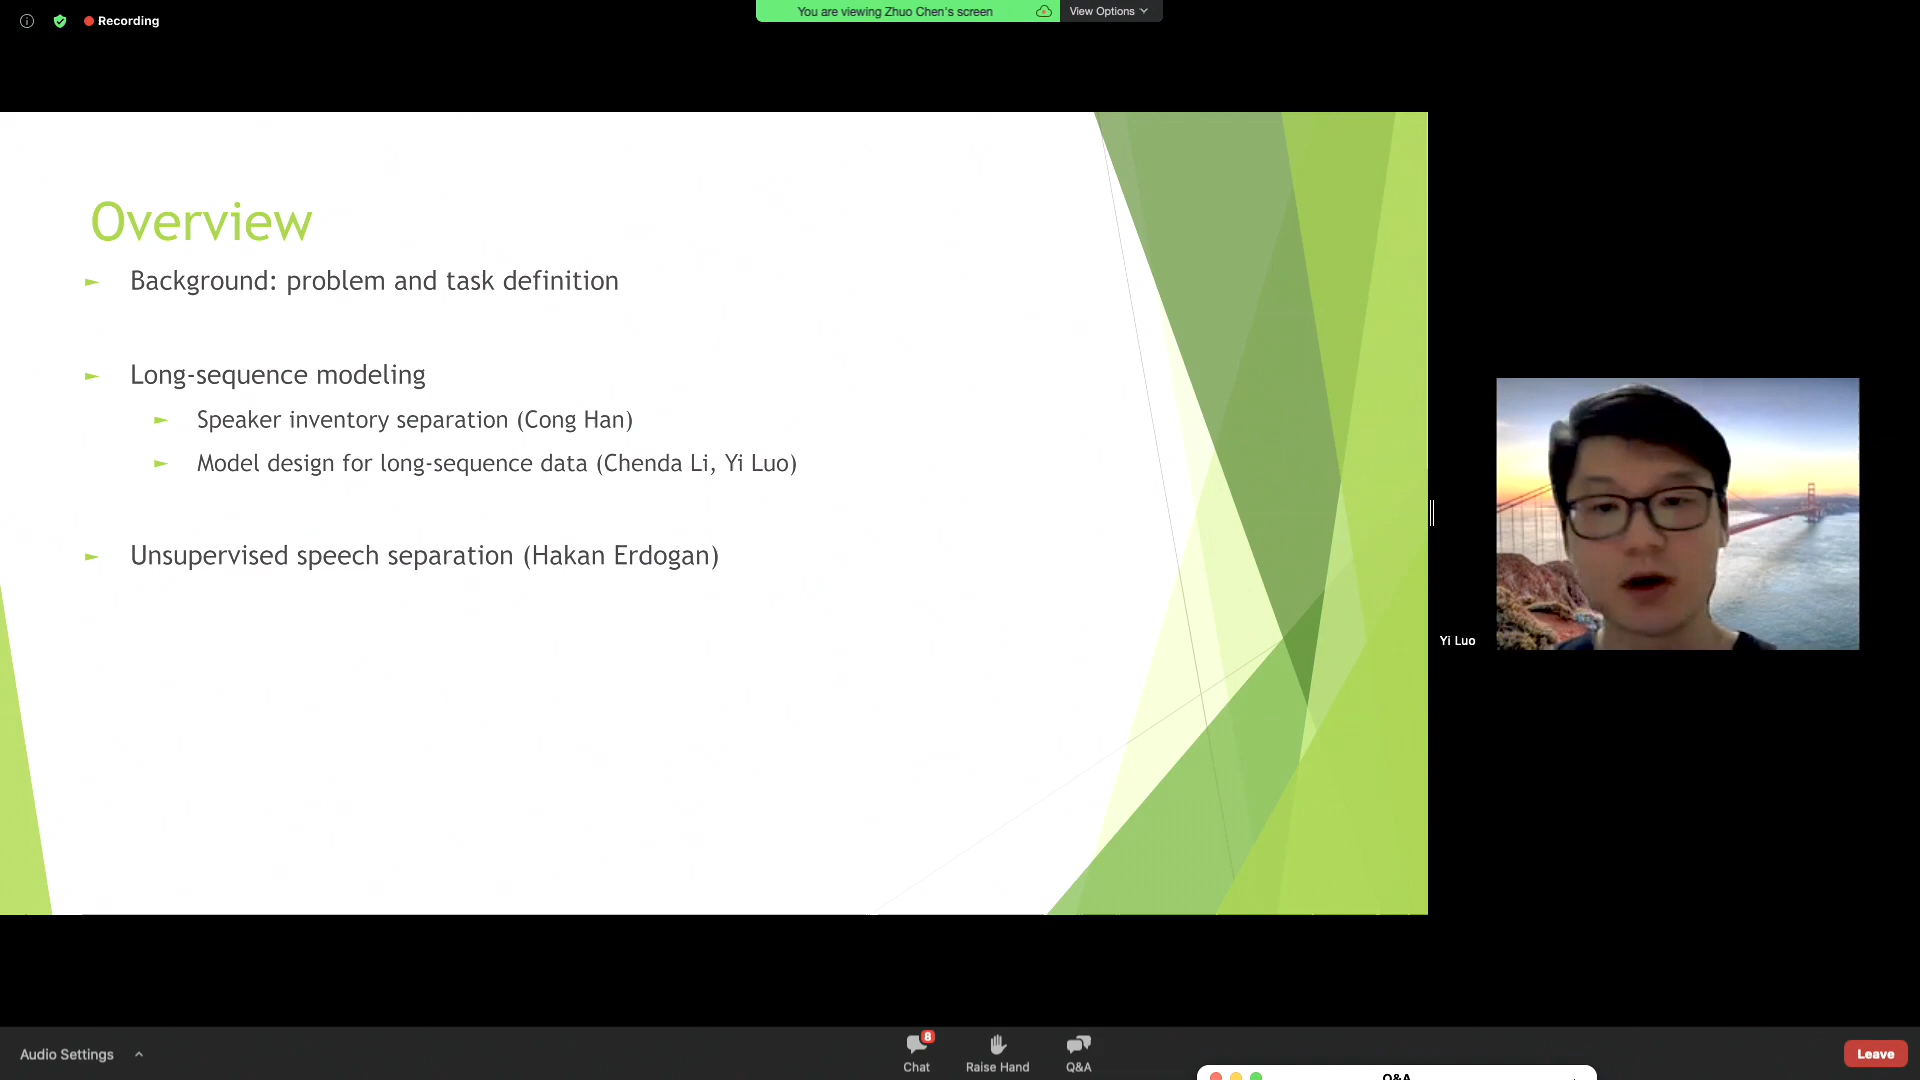 Recording
You are viewing Zhuo Chen's screen
View Options
Overview
Background: problem and task definition
Long-sequence modeling
Speaker inventory separation (Cong Han)
Model design for long-sequence data (Chenda Li, Yi Luo)
Unsupervised speech separation (Hakan Erdogan)
Yi Luo
Audio Settings
8
Chat
Raise Hand
Q&A
Leave
Q&A